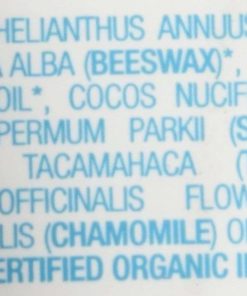 HELIANTHUS ANNUUS
ALBA (BEESWAX)*,
OIL*, COCOS NUCIF
PERMUM PARKII (S
TACAMAHACA (
OFFICINALIS FLOW
LIS (CHAMOMILE) O
ERTIFIED ORGANIC I